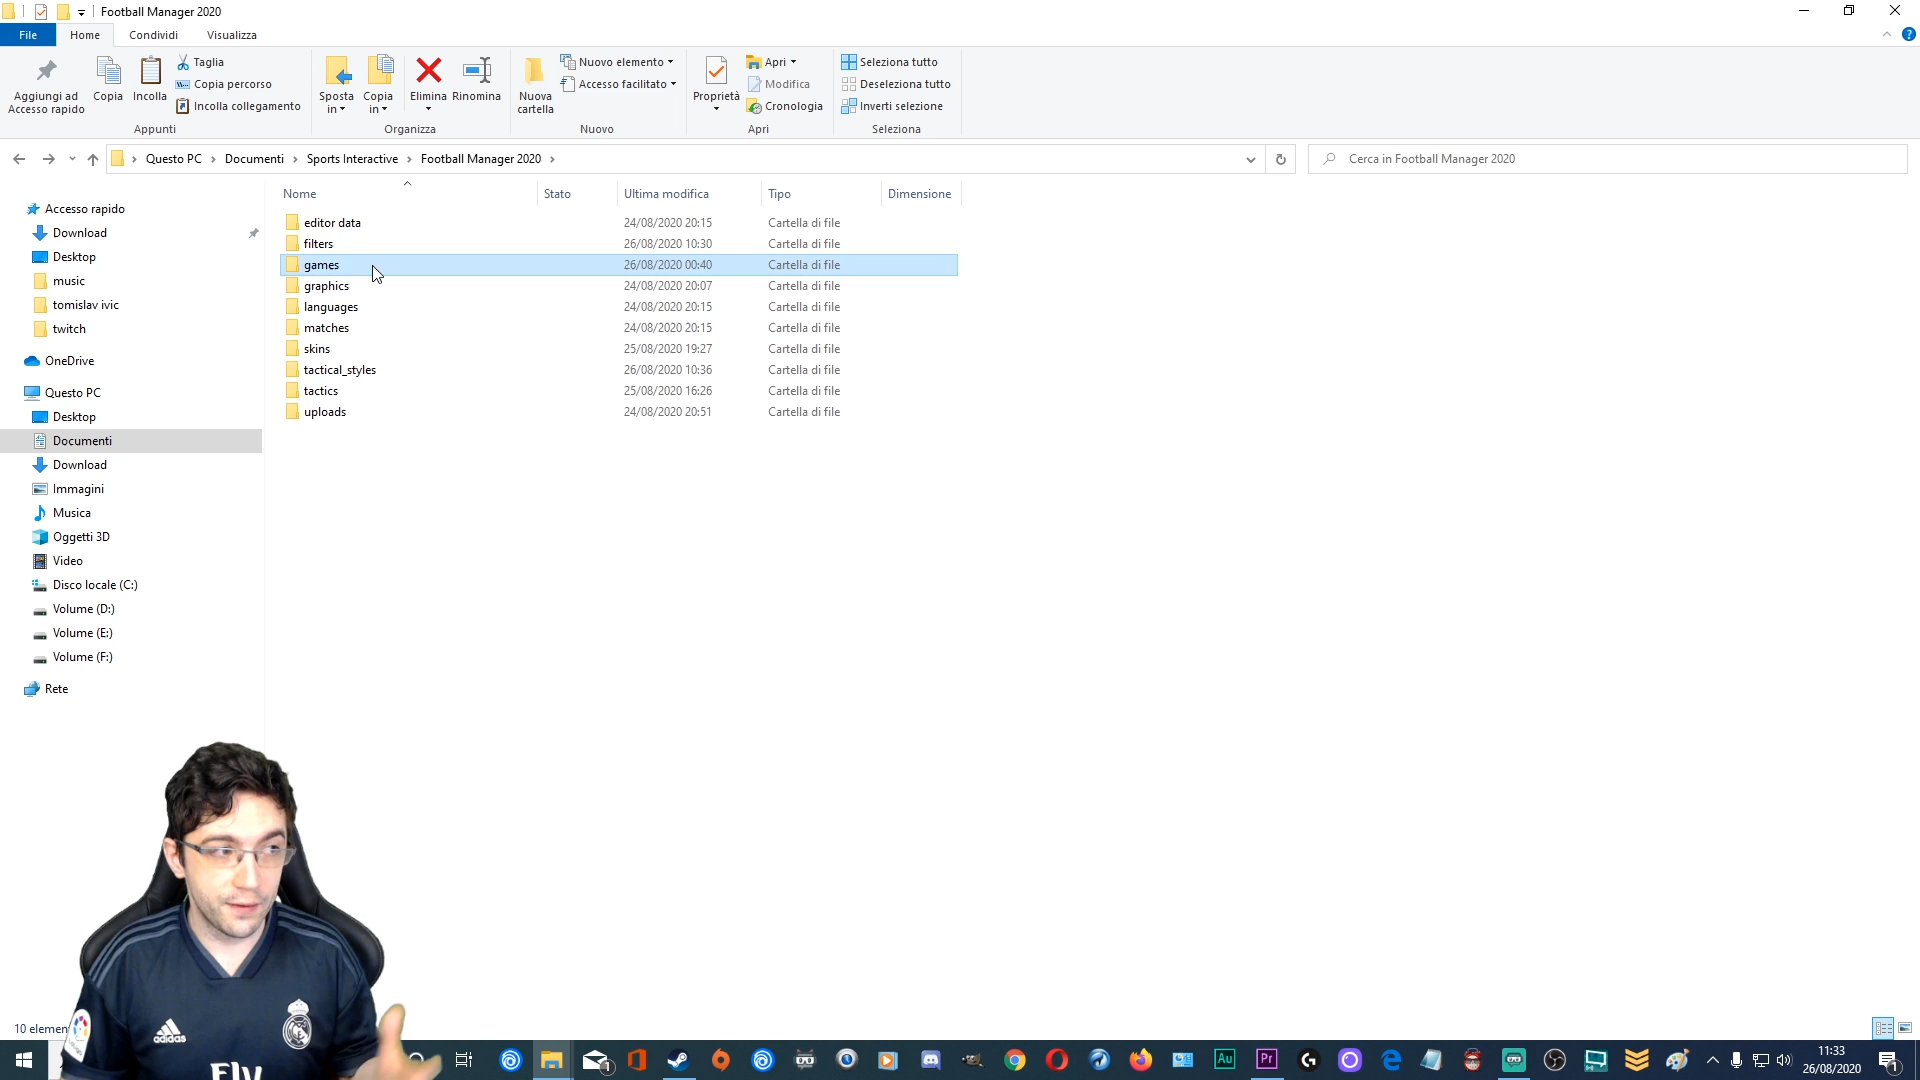 Football Manager 2020
File Home Condividi Visualizza
Aggiungi ad
Accesso rapido
Copia
Incolla
Taglia
Copia percorso
Incolla collegamento
Appunti
Sposta
in
Copia
in
Elimina
Rinomina
Organizza
Nuova
cartella
Nuovo elemento
Accesso facilitato
Nuovo
Proprietà
Apri
Modifica
Cronologia
Apri
Seleziona tutto
Deseleziona tutto
Inverti selezione
Seleziona
Questo PC > Documenti > Sports Interactive > Football Manager 2020 >
Cerca in Football Manager 2020
Accesso rapido
Download
Desktop
music
tomislav ivic
twitch
OneDrive
Questo PC
Desktop
Documenti
Download
Immagini
Musica
Oggetti 3D
Video
Disco locale (C:)
Volume (D:)
Volume (E:)
Volume (F:)
Rete
Nome Stato Ultima modifica Tipo Dimensione
editor data 24/08/2020 20:15 Cartella di file
filters 26/08/2020 10:30 Cartella di file
games 26/08/2020 00:40 Cartella di file
graphics 24/08/2020 20:07 Cartella di file
languages 24/08/2020 20:15 Cartella di file
matches 24/08/2020 20:15 Cartella di file
skins 25/08/2020 19:27 Cartella di file
tactical_styles 26/08/2020 10:36 Cartella di file
tactics 25/08/2020 16:26 Cartella di file
uploads 24/08/2020 20:51 Cartella di file
10 elemen
adidas
Fly
Au
Pr
11:33
26/08/2020
1
1